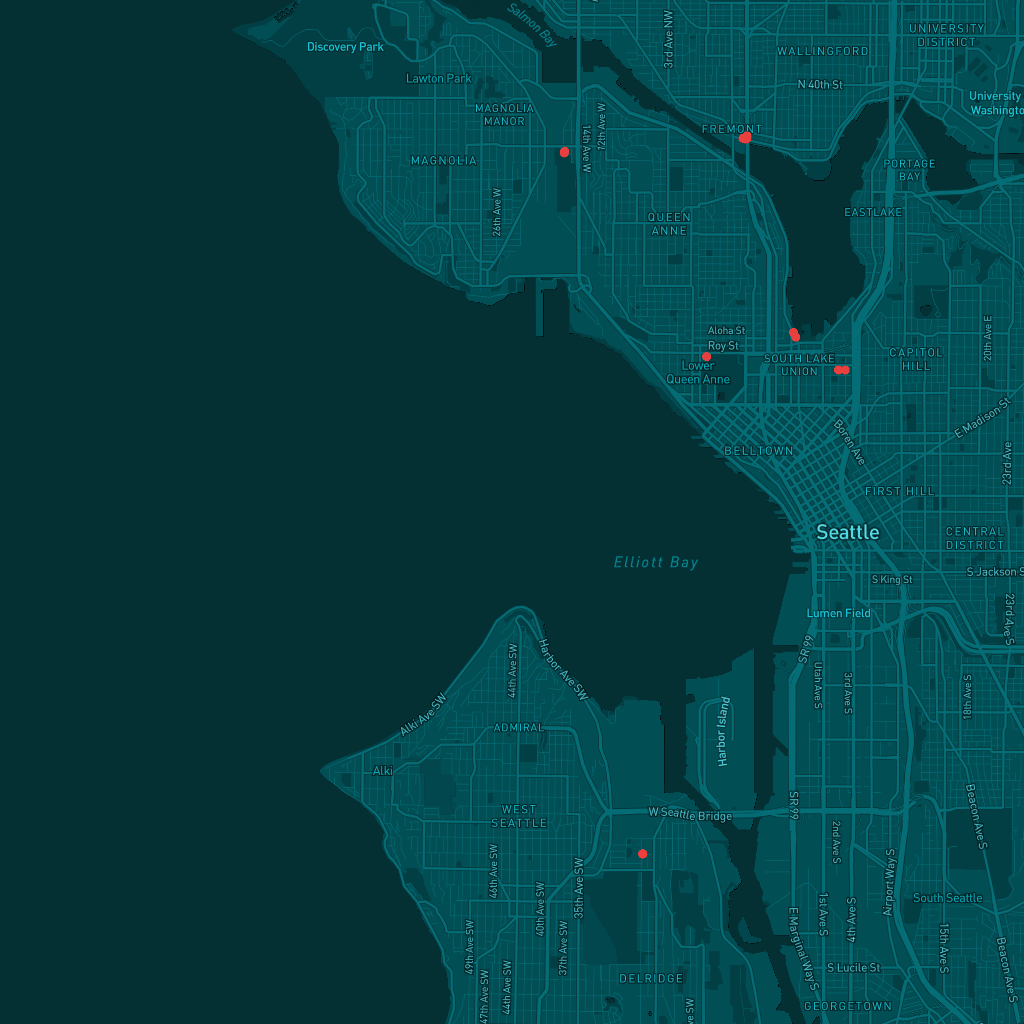 Salmon Bay
3rd Ave NW
UNIVERSITY
DISTRICT
Discovery Park
WALLINGFORD
Lawton Park
N 40th St
University
Washingto
MAGNOLIA
MANOR
12th Ave W
14th Ave W
FREMONT
MAGNOLIA
PORTAGE
BAY
26th Ave W
QUEEN
ANNE
EASTLAKE
Aloha St
Roy St
20th Ave E
Lower
Queen Anne
SOUTH LAKE
UNION
CAPITOL
HILL
E Madison St
Boren Ave
BELLTOWN
23rd Ave
FIRST HILL
Seattle
CENTRAL
DISTRICT
Elliott Bay
S King St
S Jackson S
23rd Ave S
Lumen Field
SR 99
44th Ave SW
Harbor Ave SW
Utah Ave S
3rd Ave S
18th Ave S
Alki Ave SW
Harbor Island
ADMIRAL
Alki
WEST
SEATTLE
W Seattle Bridge
SR 99
2nd Ave S
Beacon Ave S
46th Ave SW
35th Ave SW
40th Ave SW
Airport Way S
South Seattle
1st Ave S
4th Ave S
E Marginal Way S
49th Ave SW
37th Ave SW
15th Ave S
Beacon Ave S
47th Ave SW
44th Ave SW
DELRIDGE
S Lucile St
GEORGETOWN
ve SW